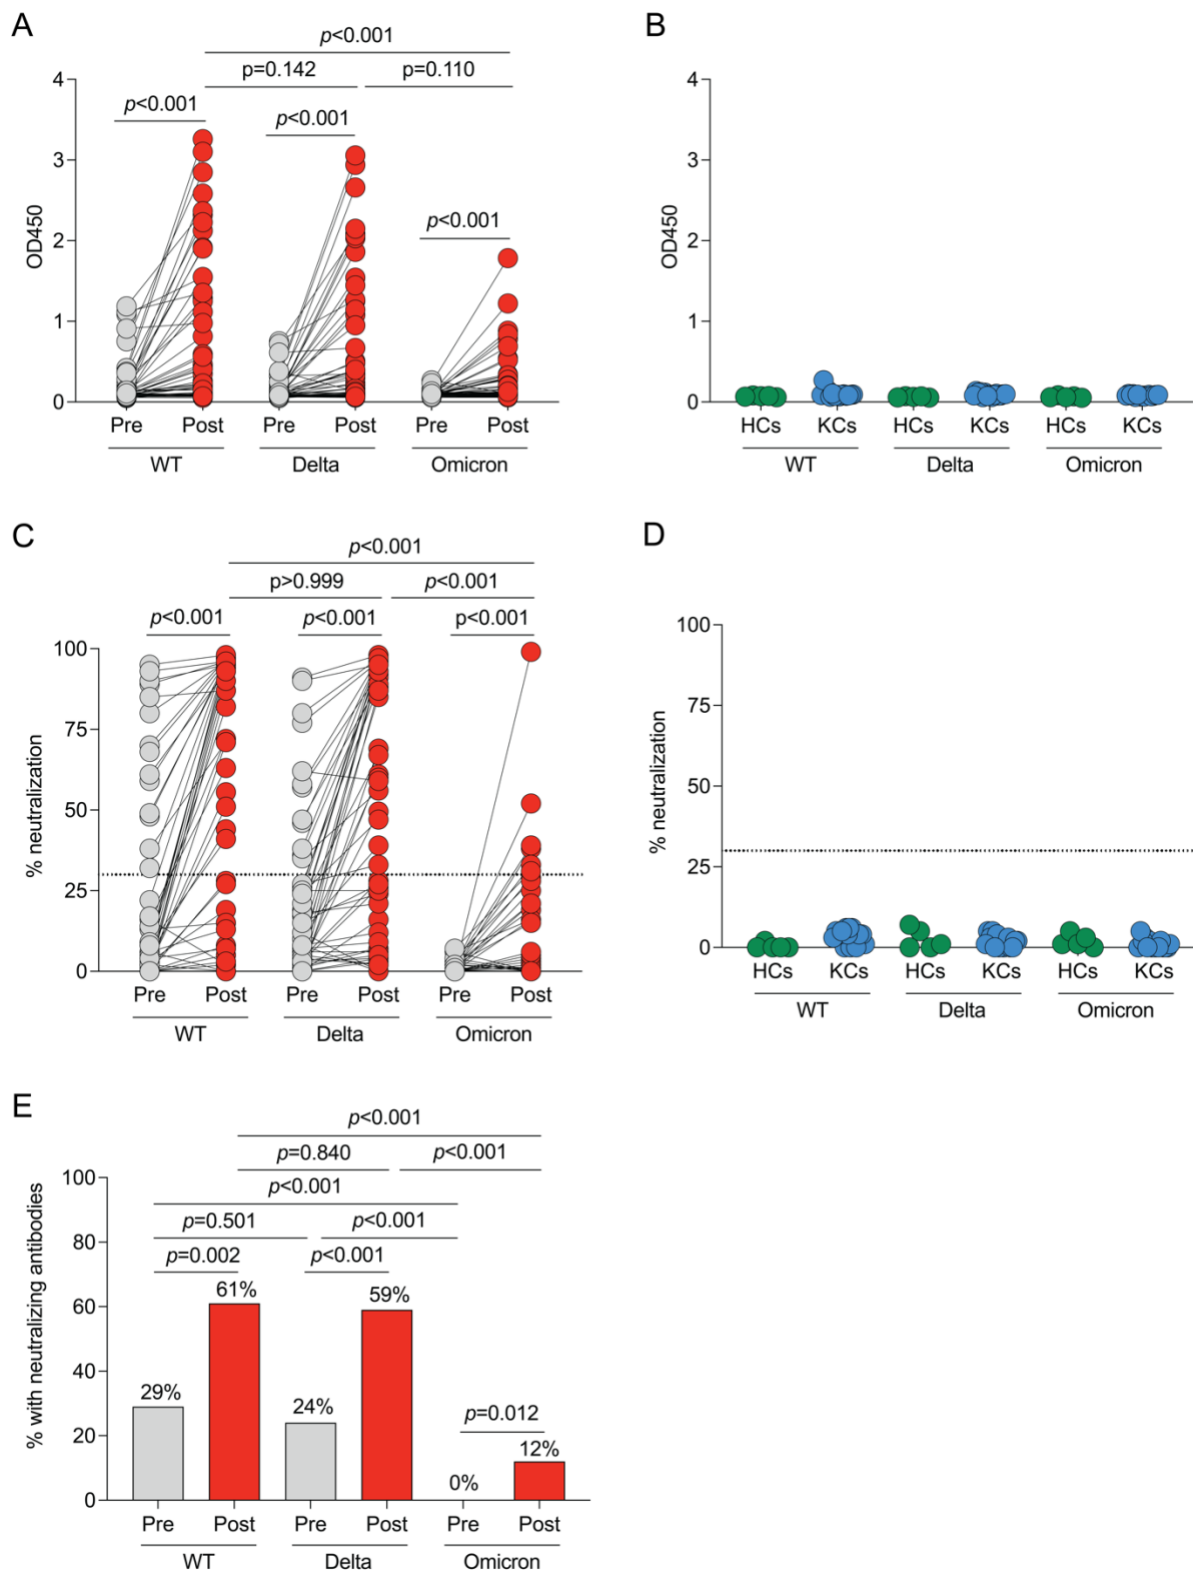 A
p<0.001
p=0.142 p=0.110
p<0.001 p<0.001
p<0.001
OD450
4
3
2
1
0
Pre Post Pre Post Pre Post
WT Delta Omicron
B
OD450
4
3
2
1
0
HCs KCs HCs KCs HCs KCs
WT Delta Omicron
C
p<0.001
p>0.999 p<0.001
p<0.001 p<0.001 p<0.001
% neutralization
100
75
50
25
0
Pre Post Pre Post Pre Post
WT Delta Omicron
D
% neutralization
100
75
50
25
0
HCs KCs HCs KCs HCs KCs
WT Delta Omicron
E
p<0.001
p=0.840 p<0.001
p<0.001
p=0.501 p<0.001
p=0.002 p<0.001
61% 59%
29% 24%
p=0.012
0% 12%
% with neutralizing antibodies
100
80
60
40
20
0
Pre Post Pre Post Pre Post
WT Delta Omicron